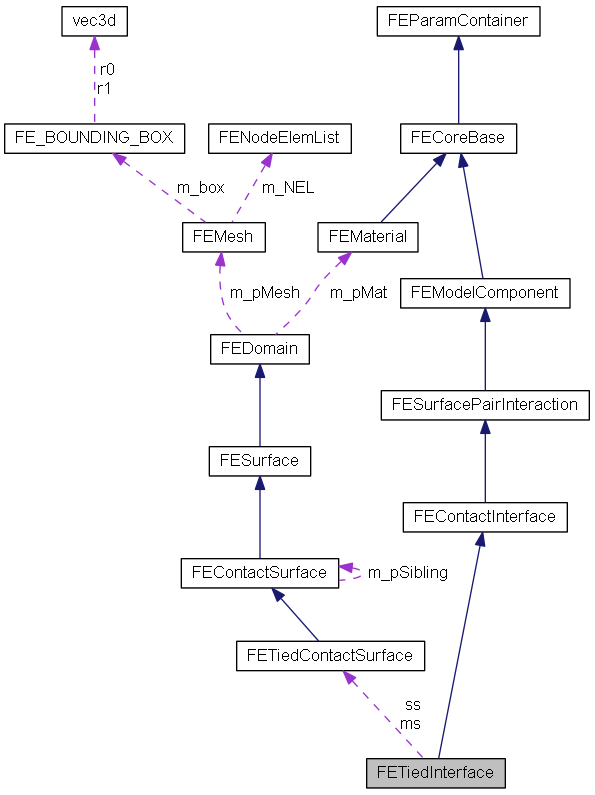 vec3d
FEParamContainer
r0
r1
FE_BOUNDING_BOX
FENodeElemList
FECoreBase
m_box
m_NEL
FEMesh
FEMaterial
m_pMesh
m_pMat
FEModelComponent
FEDomain
FESurfacePairInteraction
FESurface
FEContactInterface
FEContactSurface
m_pSibling
FETiedContactSurface
ss
ms
FETiedInterface